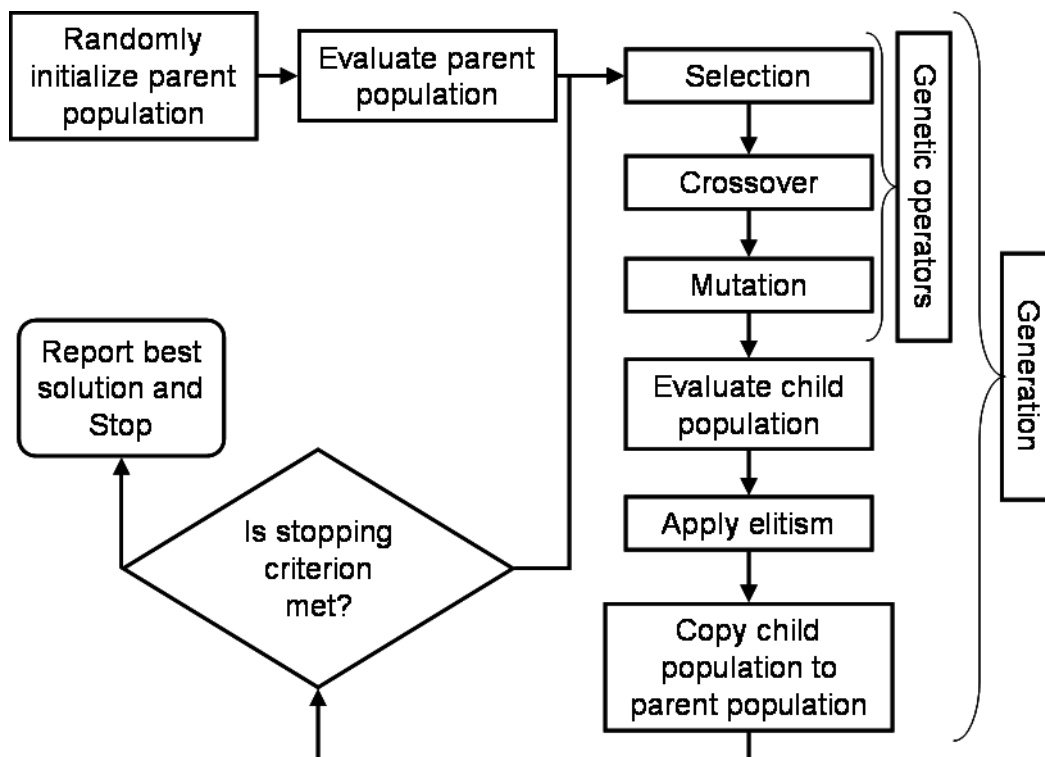 Randomly
initialize parent
population
Evaluate parent
population
Selection
Crossover
Mutation
Genetic operators
Evaluate child
population
Apply elitism
Copy child
population to
parent population
Generation
Is stopping
criterion
met?
Report best
solution and
Stop